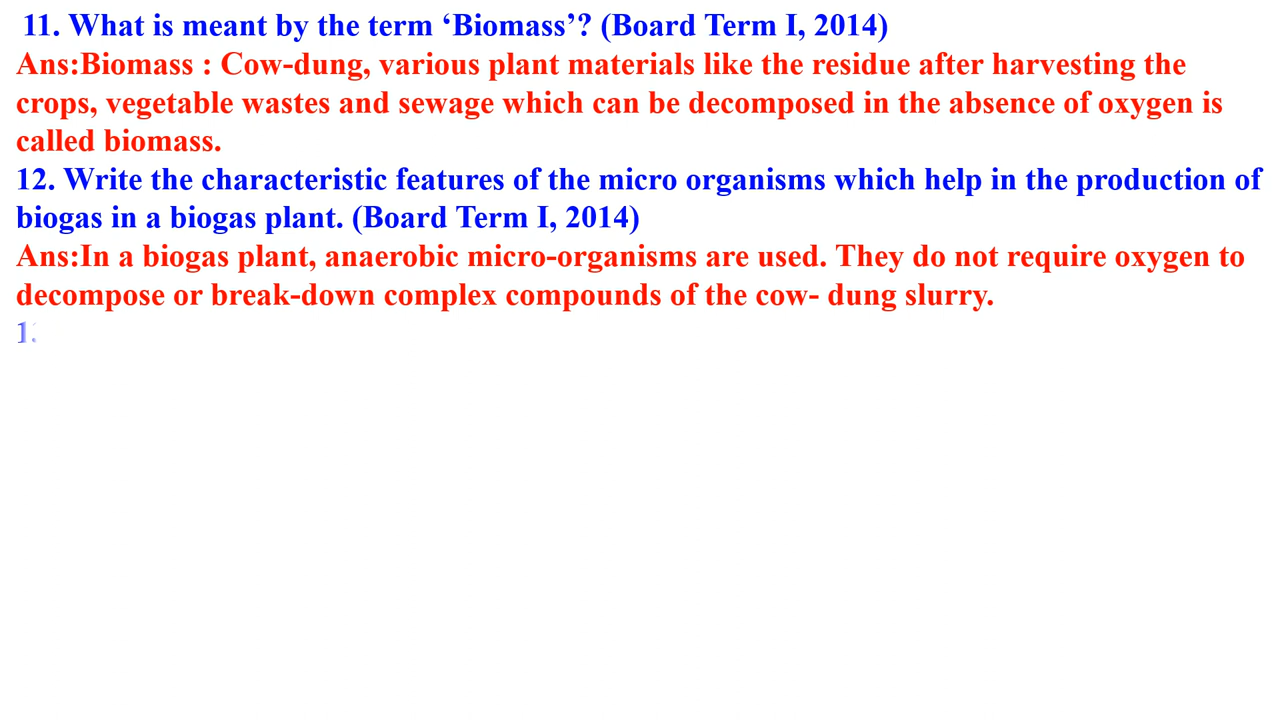 11. What is meant by the term ‘Biomass’? (Board Term I, 2014)
Ans:Biomass : Cow-dung, various plant materials like the residue after harvesting the
crops, vegetable wastes and sewage which can be decomposed in the absence of oxygen is
called biomass.
12. Write the characteristic features of the micro organisms which help in the production of
biogas in a biogas plant. (Board Term I, 2014)
Ans:In a biogas plant, anaerobic micro-organisms are used. They do not require oxygen to
decompose or break-down complex compounds of the cow- dung slurry.